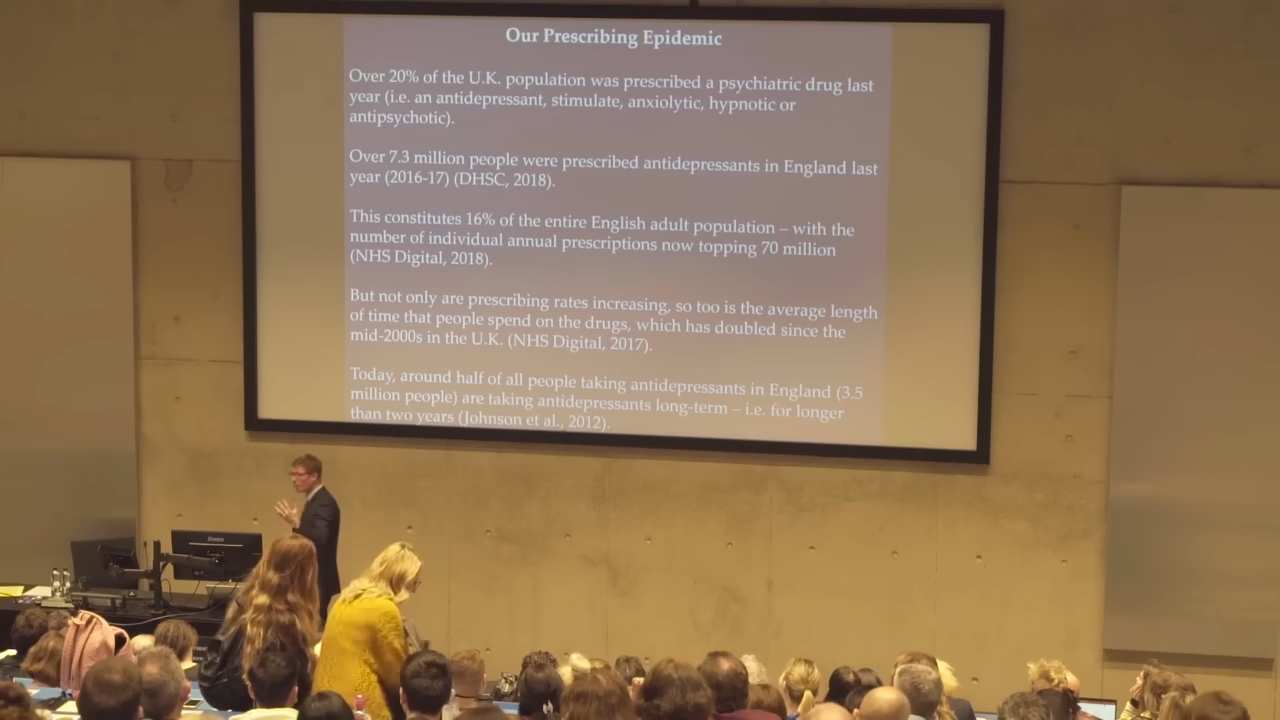 Our Prescribing Epidemic
Over 20% of the U.K. population was prescribed a psychiatric drug last
year (i.e. an antidepressant, stimulate, anxiolytic, hypnotic or
antipsychotic).
Over 7.3 million people were prescribed antidepressants in England last
year (2016-17) (DHSC, 2018).
This constitutes 16% of the entire English adult population – with the
number of individual annual prescriptions now topping 70 million
(NHS Digital, 2018).
But not only are prescribing rates increasing, so too is the average length
of time that people spend on the drugs, which has doubled since the
mid-2000s in the U.K. (NHS Digital, 2017).
Today, around half of all people taking antidepressants in England (3.5
million people) are taking antidepressants long-term – i.e. for longer
than two years (Johnson et al., 2012).